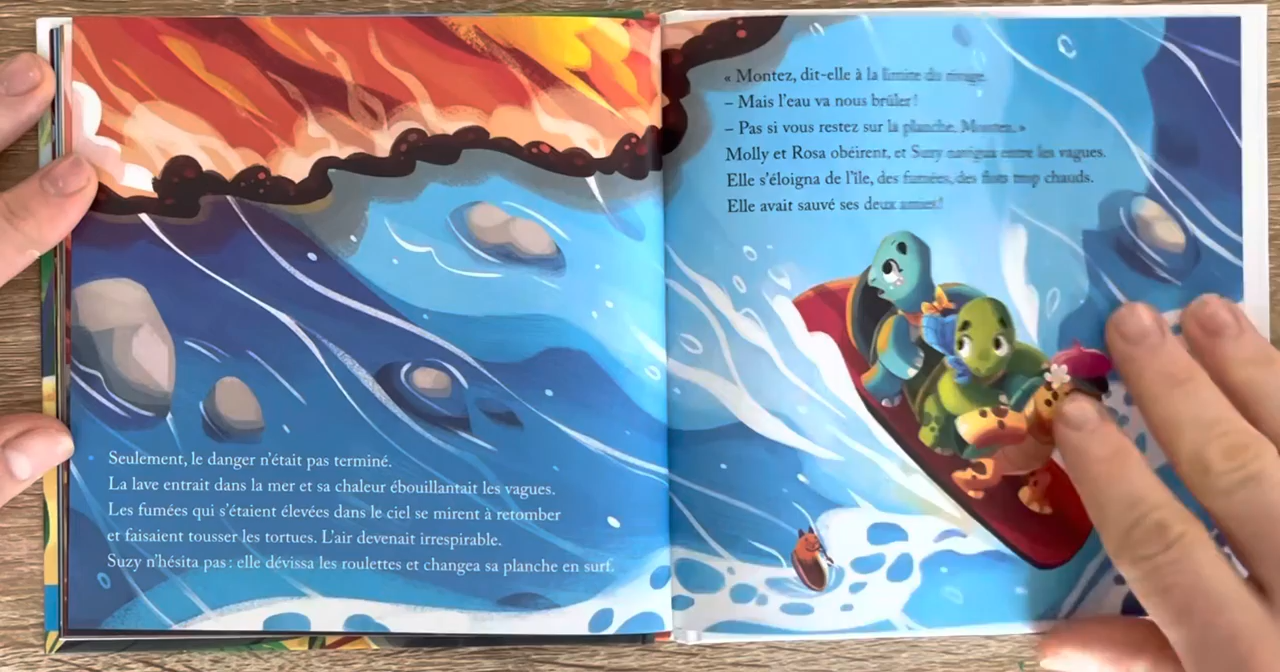 Seulement, le danger n'était pas terminé.
La lave entrait dans la mer et sa chaleur ébouillantait les vagues.
Les fumées qui s'étaient élevées dans le ciel se mirent à retomber
et faisaient tousser les tortues. L'air devenait irrespirable.
Suzy n'hésita pas : elle dévissa les roulettes et changea sa planche en surf.
« Montez, dit-elle à la du rivage.
– Mais l'eau va nous brûler !
– Pas si vous restez sur la planche. Montez. »
Molly et Rosa obéirent, et Suzy navigua entre les vagues.
Elle s'éloigna de l'île, des fumées, des flots trop chauds.
Elle avait sauvé ses deux amies !